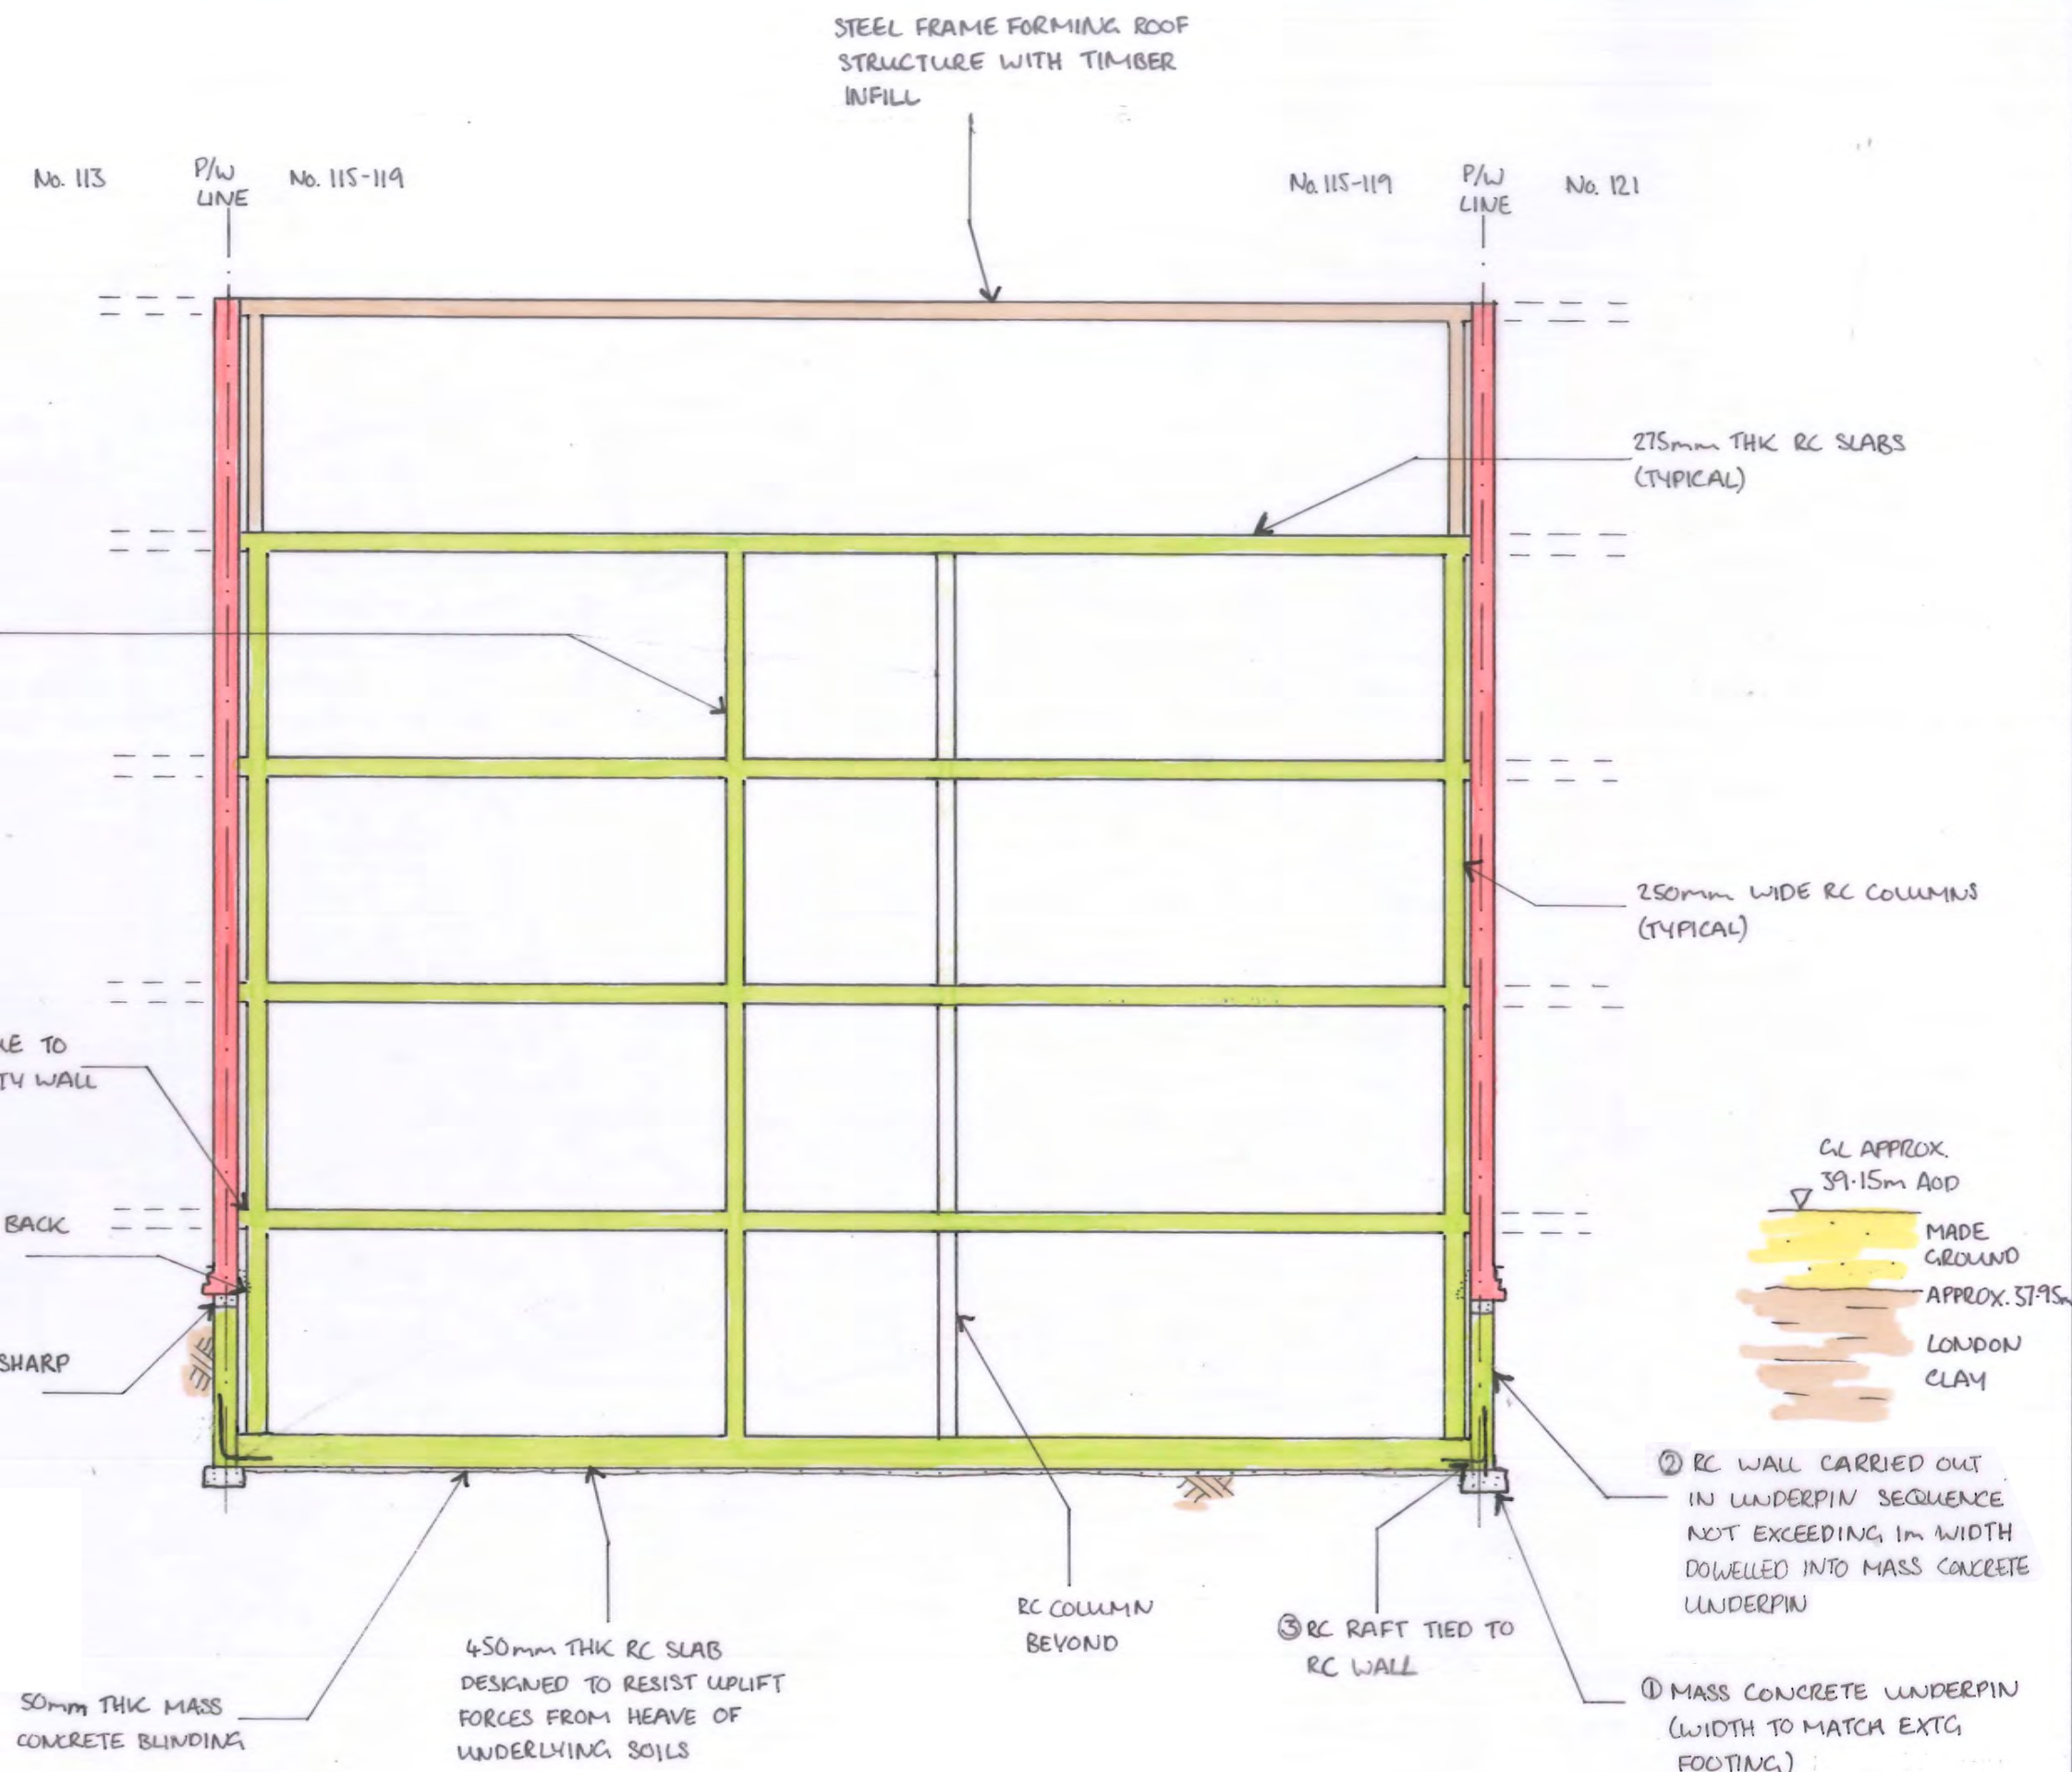 STEEL FRAME FORMING ROOF
STRUCTURE WITH TIMBER
INFILL
No. 113
P/W
LINE
No. 115-119
No. 115-119
P/W
LINE
No. 121
275mm THK RC SLABS
(TYPICAL)
250mm WIDE RC COLUMNS
(TYPICAL)
TO
WALL
BACK
SHARP
GL APPROX.
39.15m AOD
MADE
GROUND
APPROX. 37.95m
LONDON
CLAY
② RC WALL CARRIED OUT
IN UNDERPIN SEQUENCE
NOT EXCEEDING 1m WIDTH
DOWELLED INTO MASS CONCRETE
UNDERPIN
① MASS CONCRETE UNDERPIN
(WIDTH TO MATCH EXTG
FOOTING)
③ RC RAFT TIED TO
RC WALL
RC COLUMN
BEYOND
450mm THK RC SLAB
DESIGNED TO RESIST UPLIFT
FORCES FROM HEAVE OF
UNDERLYING SOILS
50mm THK MASS
CONCRETE BLINDING